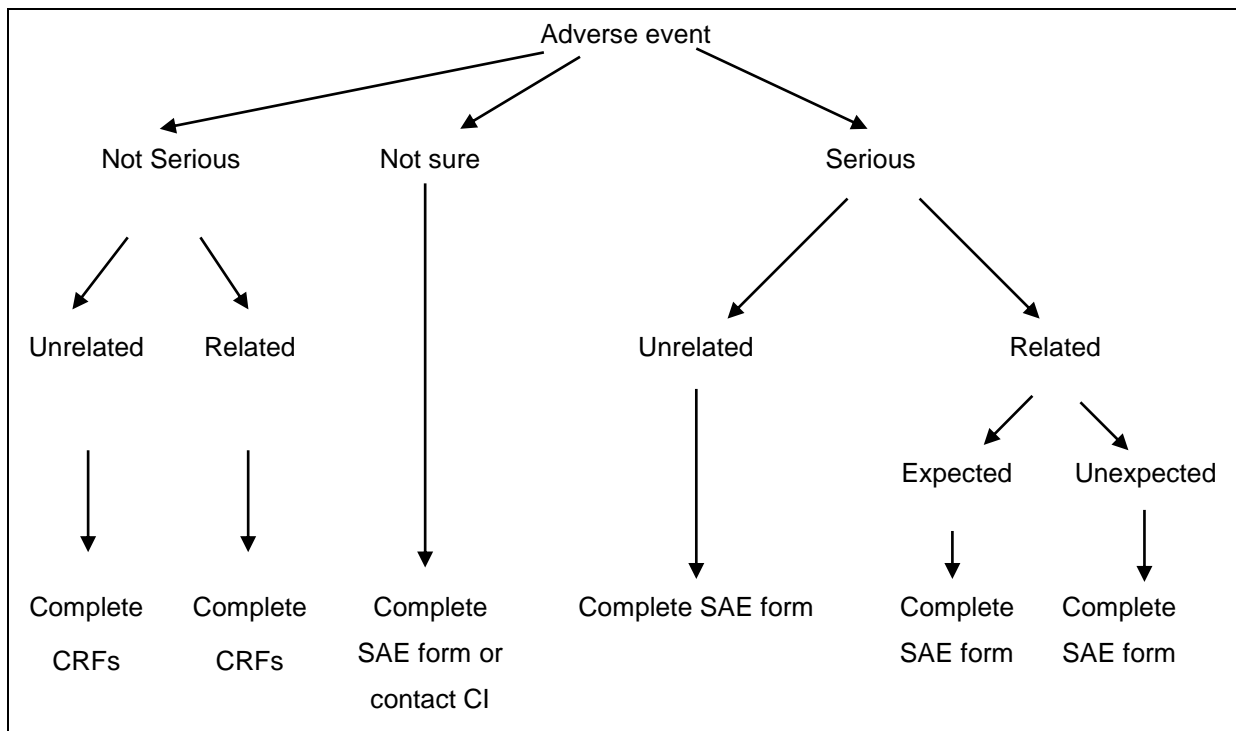 Adverse event
Not Serious
Not sure
Serious
Unrelated
Related
Unrelated
Related
Expected
Unexpected
Complete
CRFs
Complete
CRFs
Complete
SAE form or
contact CI
Complete SAE form
Complete
SAE form
Complete
SAE form